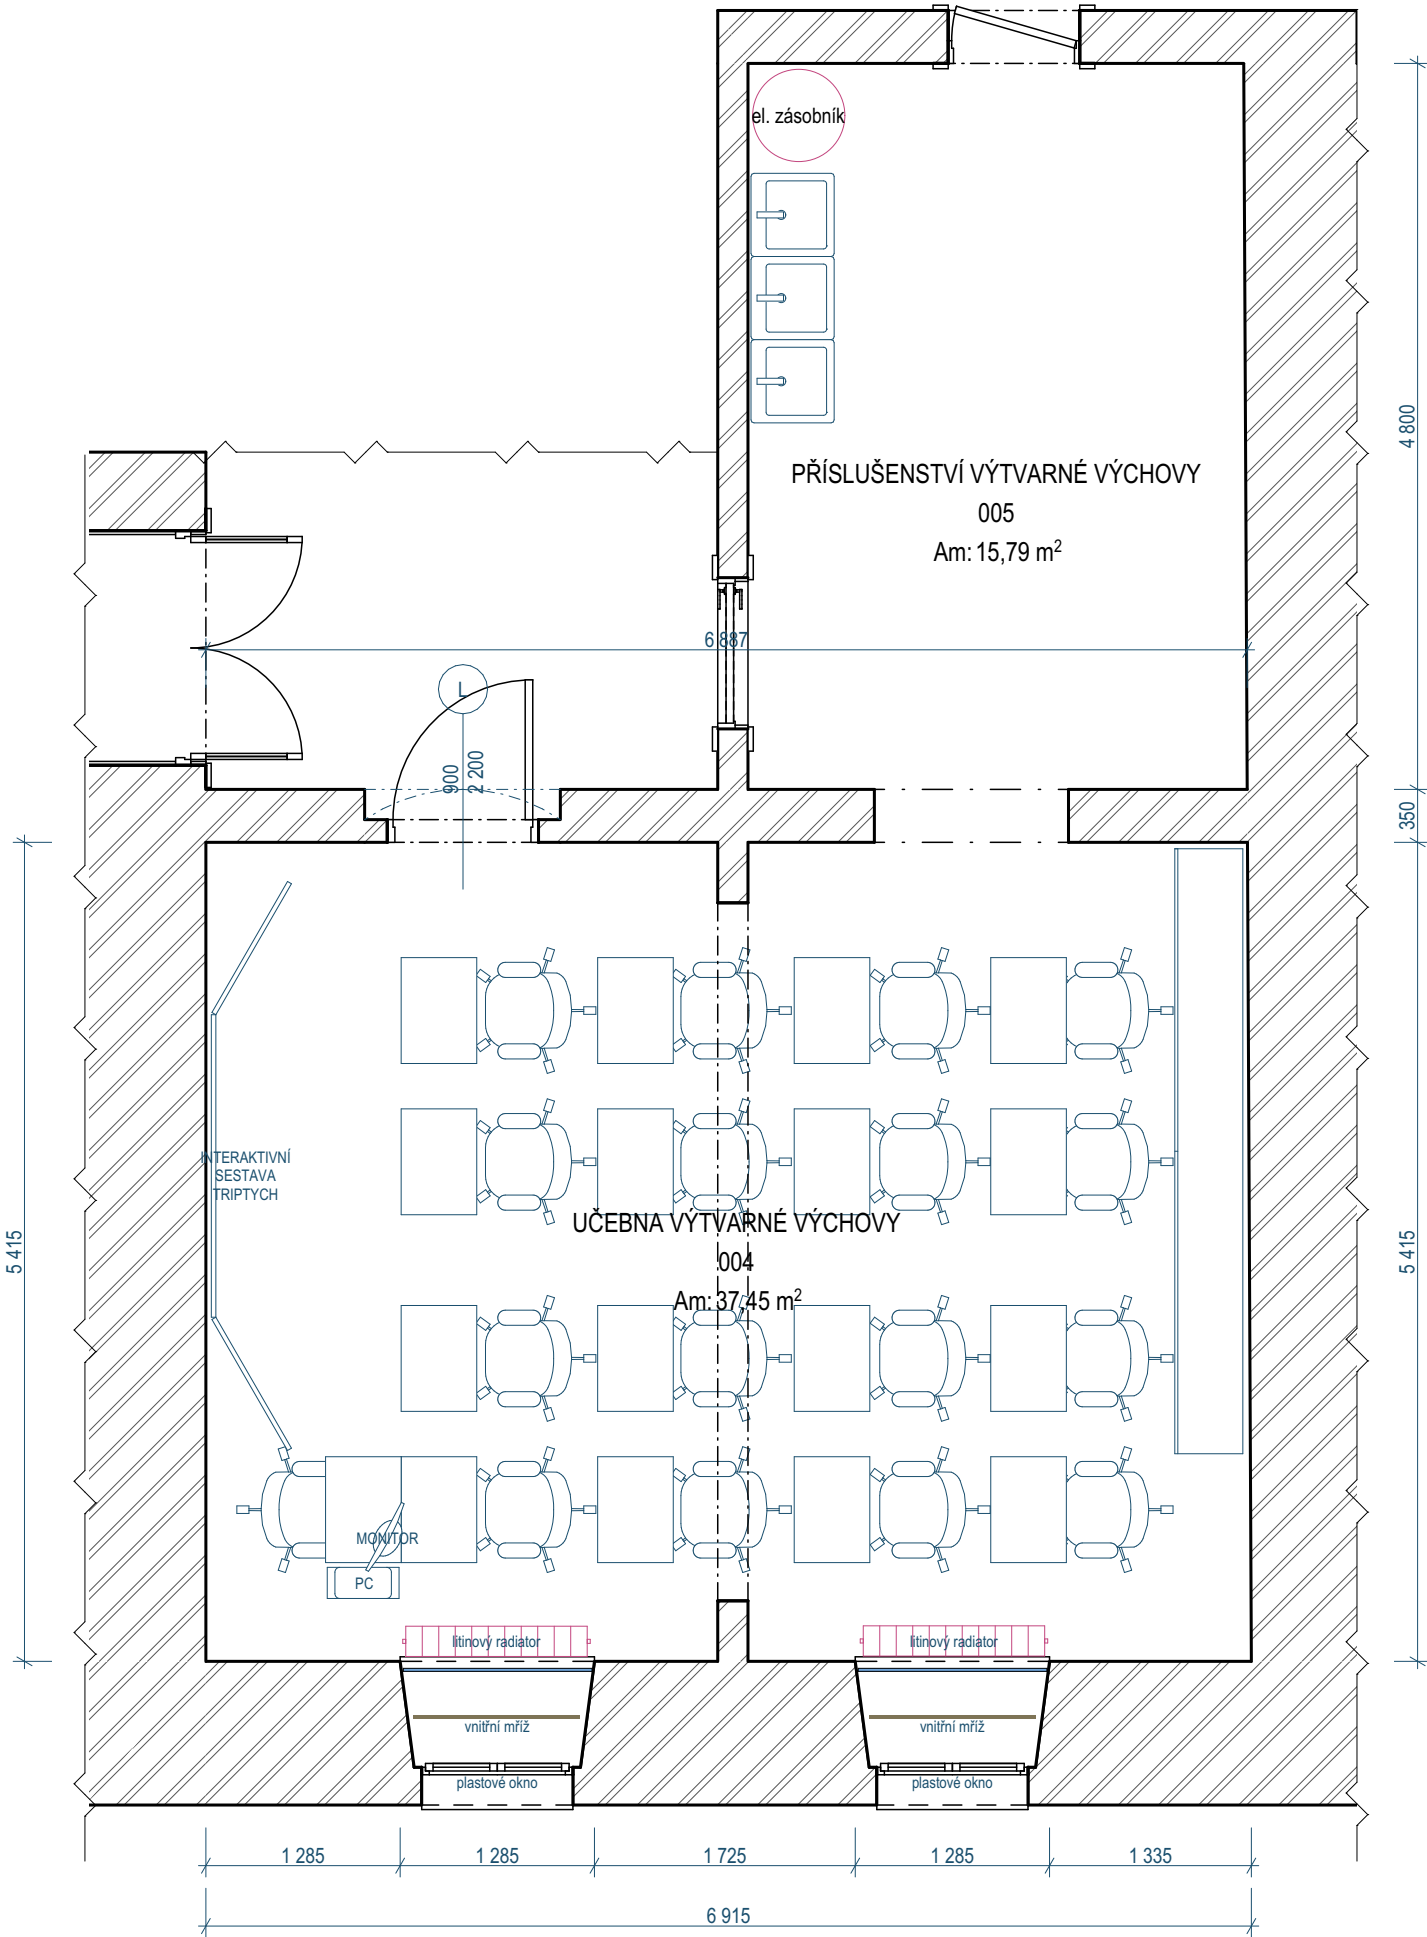 el. zásobník
4 800
PŘÍSLUŠENSTVÍ VÝTVARNÉ VÝCHOVY
005
Am: 15,79 m²
6 887
L
900
2 200
350
INTERAKTIVNÍ
SESTAVA
TRIPTYCH
UČEBNA VÝTVARNÉ VÝCHOVY
004
Am: 37,45 m²
5 415
5 415
MONITOR
PC
litinový radiator
litinový radiator
vnitřní mříž
vnitřní mříž
plastové okno
plastové okno
1 285
1 285
1 725
1 285
1 335
6 915